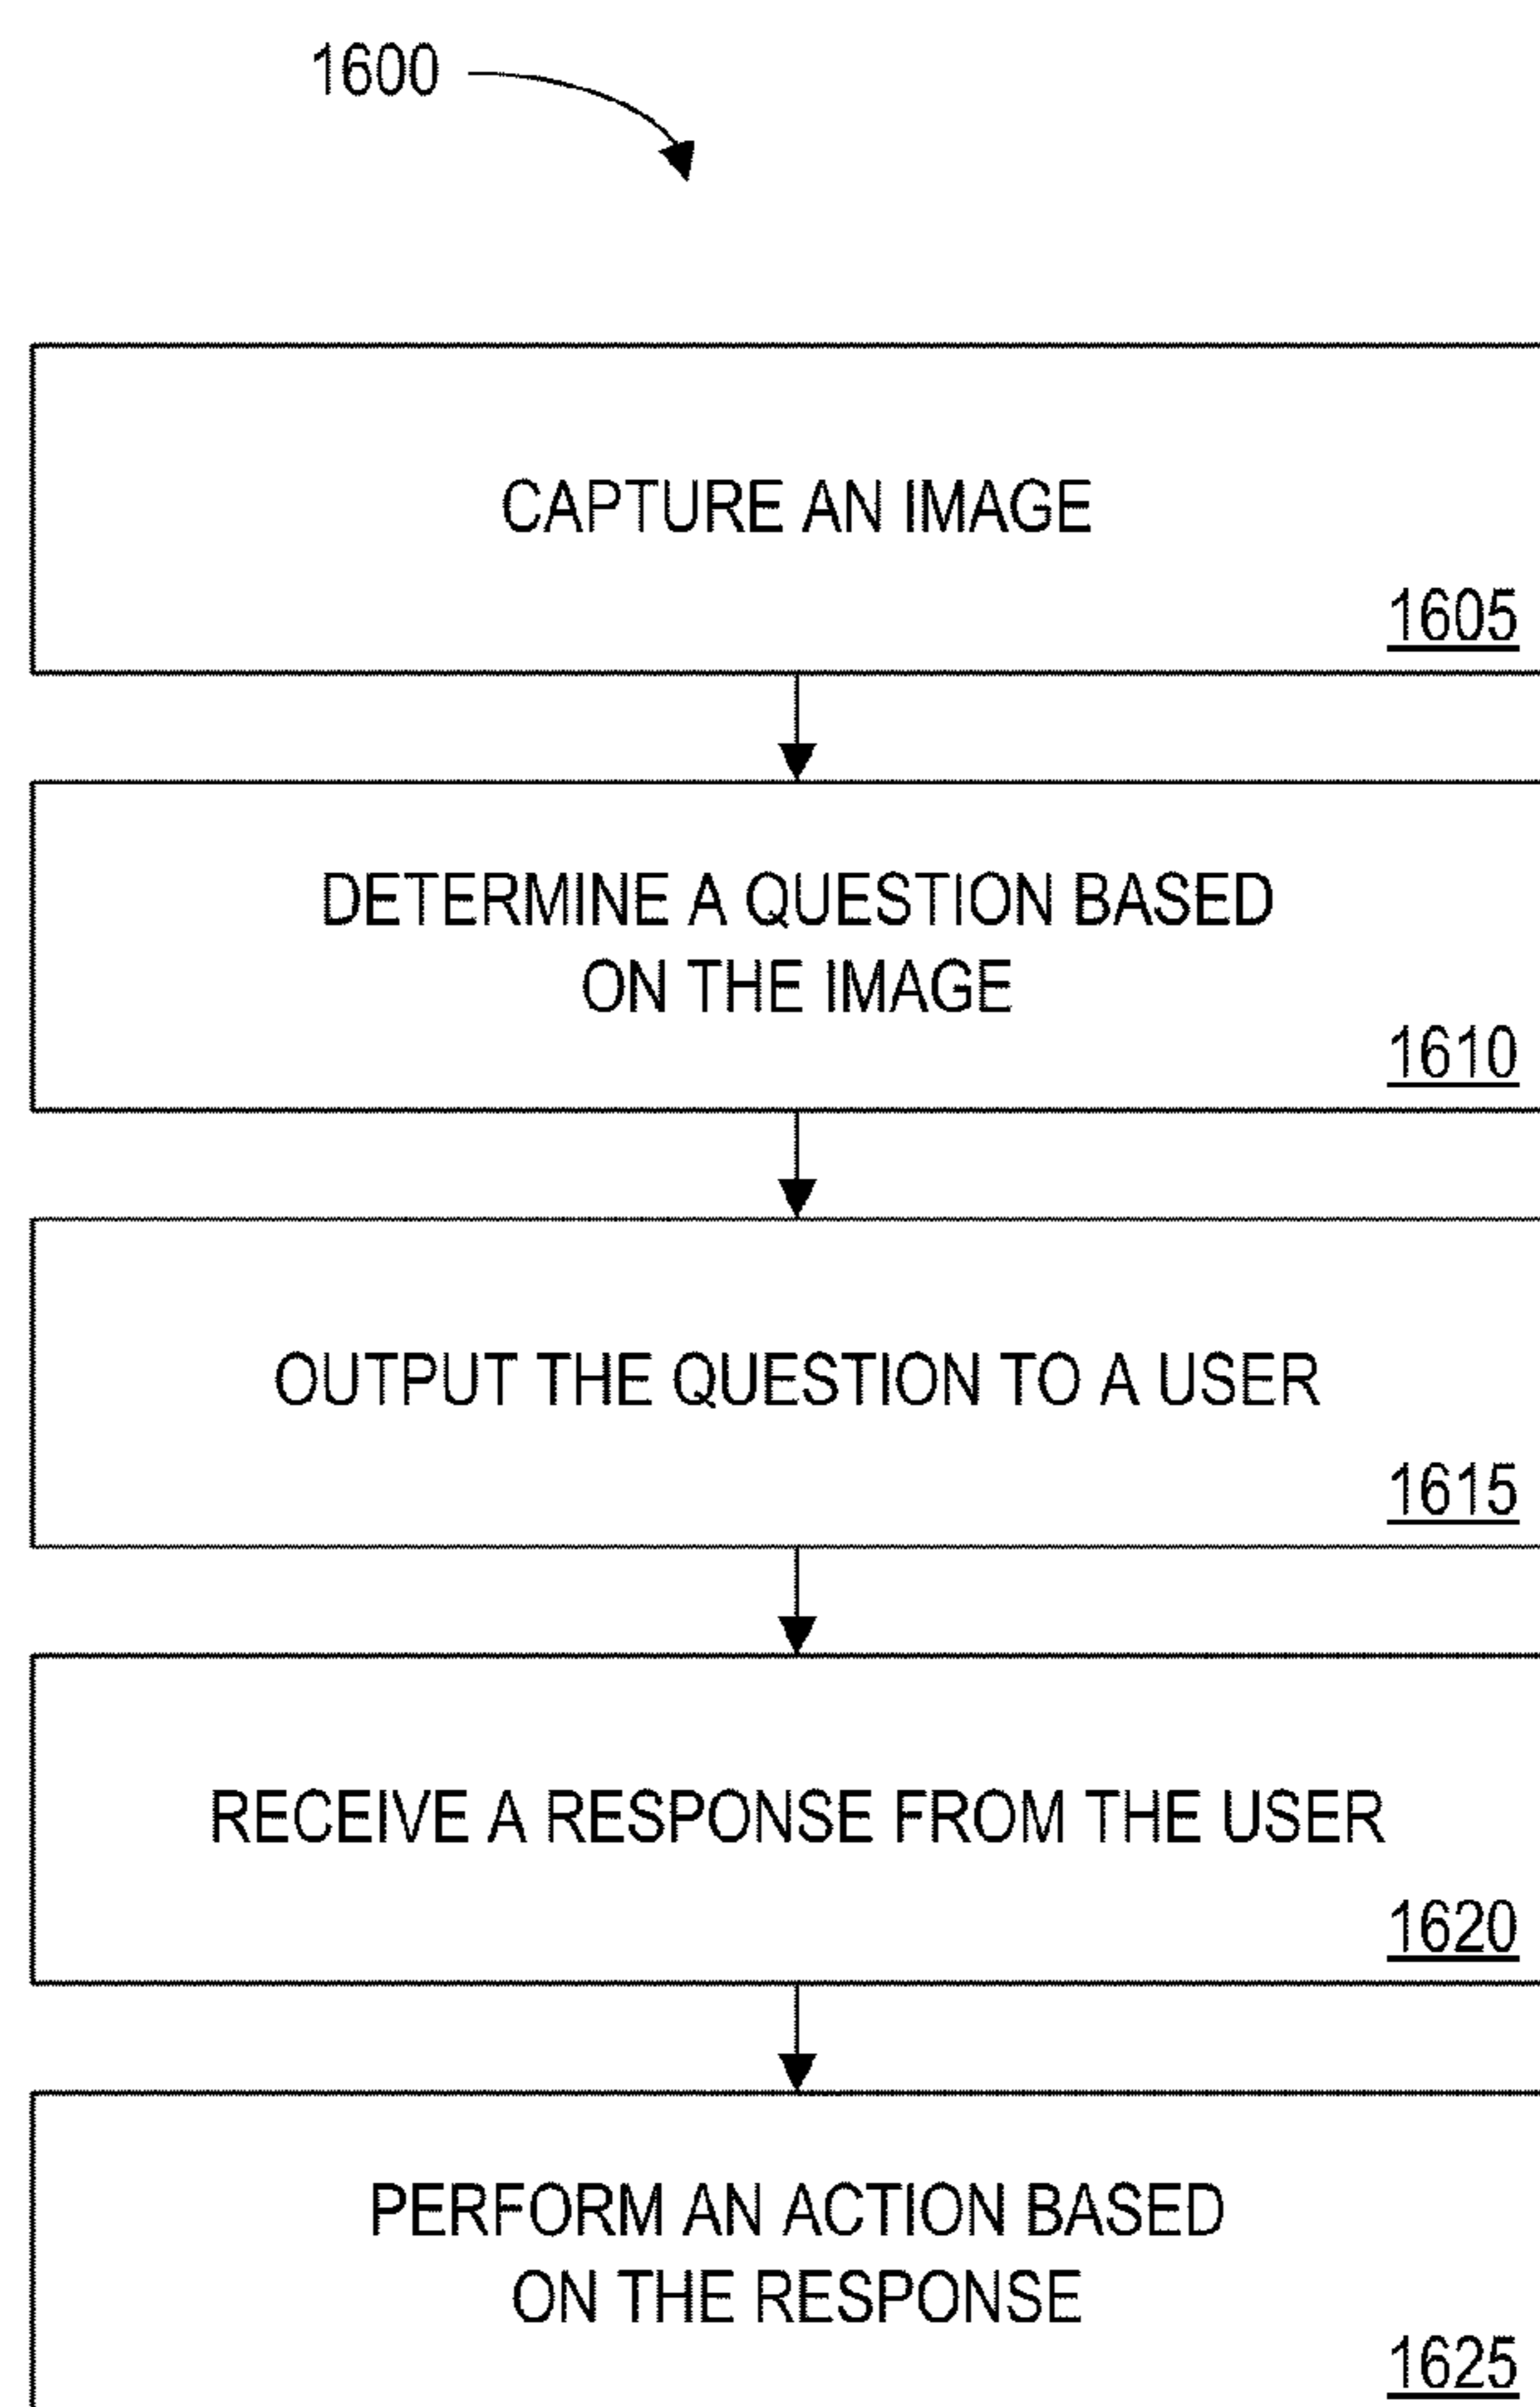 1600
CAPTURE AN IMAGE
1605
DETERMINE A QUESTION BASED
ON THE IMAGE
1610
OUTPUT THE QUESTION TO A USER
1615
RECEIVE A RESPONSE FROM THE USER
1620
PERFORM AN ACTION BASED
ON THE RESPONSE
1625